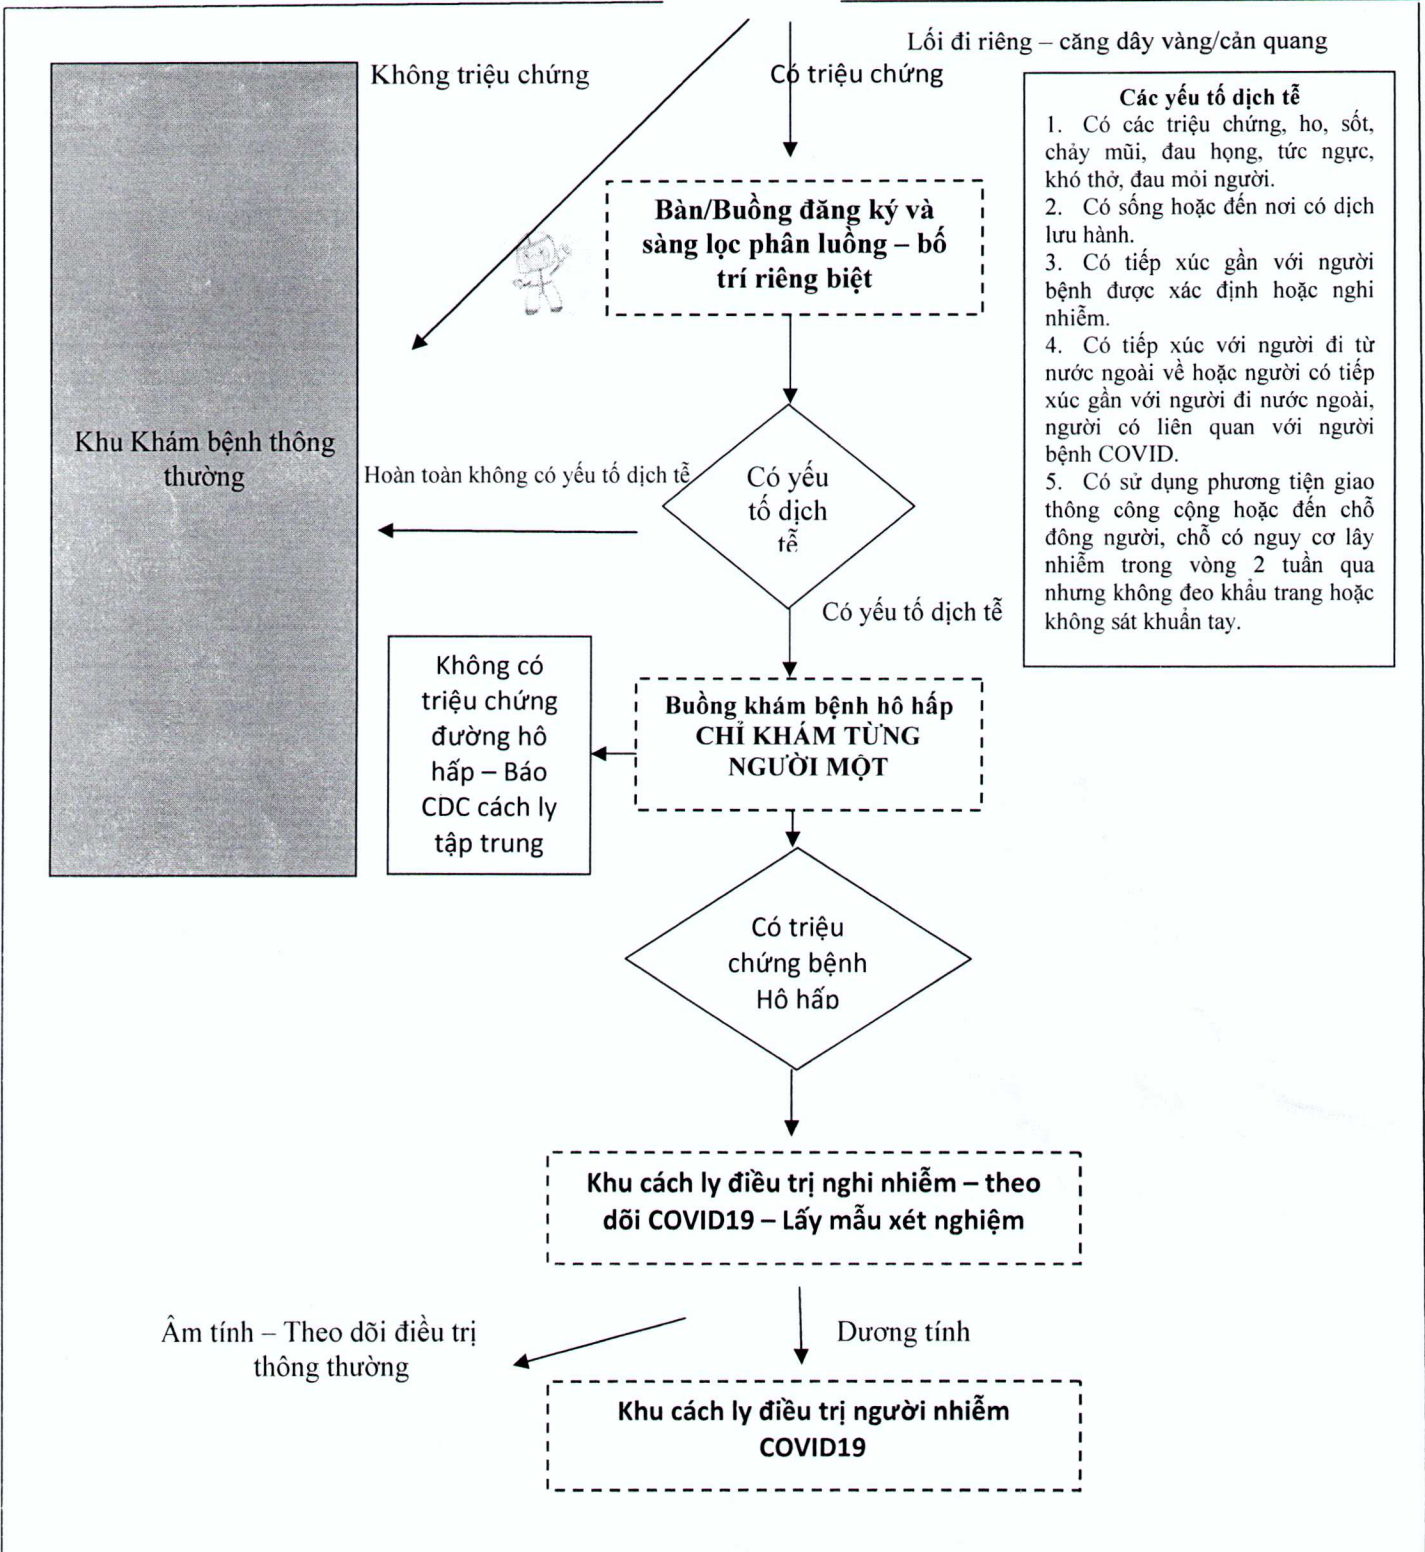 Lối đi riêng – căng dây vàng/cản quang
Không triệu chứng
Có triệu chứng
Các yếu tố dịch tễ
1. Có các triệu chứng, ho, sốt,
chảy mũi, đau họng, tức ngực,
khó thở, đau mỏi người.
2. Có sống hoặc đến nơi có dịch
lưu hành.
3. Có tiếp xúc gần với người
bệnh được xác định hoặc nghi
nhiễm.
4. Có tiếp xúc với người đi từ
nước ngoài về hoặc người có tiếp
xúc gần với người đi nước ngoài,
người có liên quan với người
bệnh COVID.
5. Có sử dụng phương tiện giao
thông công cộng hoặc đến chỗ
đông người, chỗ có nguy cơ lây
nhiễm trong vòng 2 tuần qua
nhưng không đeo khẩu trang hoặc
không sát khuẩn tay.
Bàn/Buồng đăng ký và
sàng lọc phân luồng – bố
trí riêng biệt
Khu Khám bệnh thông
thường
Hoàn toàn không có yếu tố dịch tễ
Có yếu
tố dịch
tễ
Có yếu tố dịch tễ
Không có
triệu chứng
đường hô
hấp – Báo
CDC cách ly
tập trung
Buồng khám bệnh hô hấp
CHỈ KHÁM TỪNG
NGƯỜI MỘT
Có triệu
chứng bệnh
Hô hấp
Khu cách ly điều trị nghi nhiễm – theo
dõi COVID19 – Lấy mẫu xét nghiệm
Âm tính – Theo dõi điều trị
thông thường
Dương tính
Khu cách ly điều trị người nhiễm
COVID19